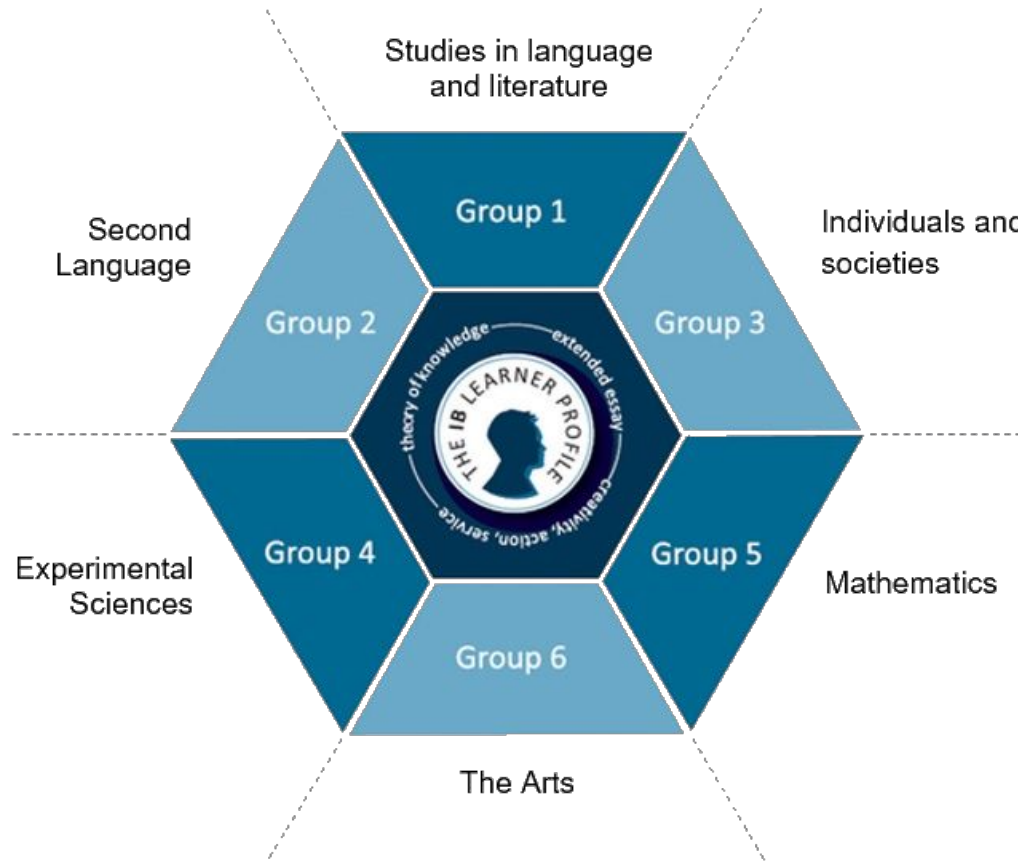 Studies in language
and literature
Group 1
Second
Language
Individuals and
societies
Group 2
Group 3
theory of knowledge
extended essay
THE IB LEARNER PROFILE
creativity, action, service
Group 4
Group 5
Experimental
Sciences
Mathematics
Group 6
The Arts